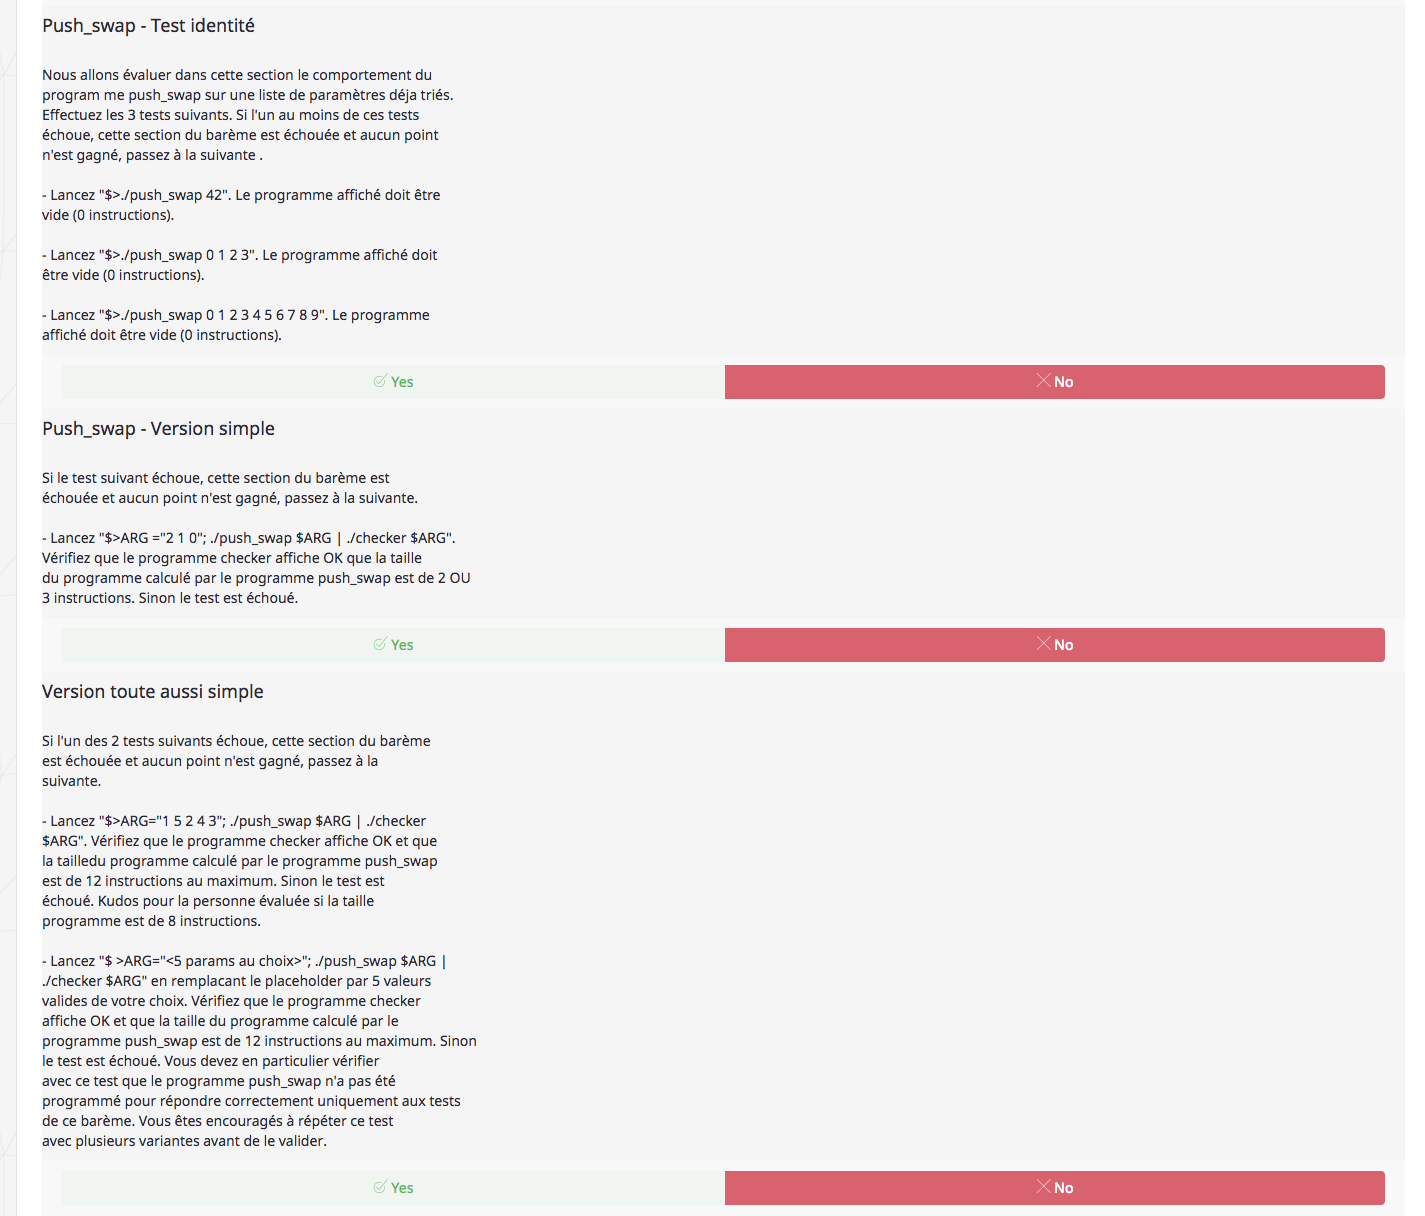 Push_swap - Test identité
Nous allons évaluer dans cette section le comportement du
program me push_swap sur une liste de paramètres déja triés.
Effectuez les 3 tests suivants. Si l'un au moins de ces tests
échoue, cette section du barème est échouée et aucun point
n'est gagné, passez à la suivante .
- Lancez "$>./push_swap 42". Le programme affiché doit être
vide (0 instructions).
- Lancez "$>./push_swap 0 1 2 3". Le programme affiché doit
être vide (0 instructions).
- Lancez "$>./push_swap 0 1 2 3 4 5 6 7 8 9". Le programme
affiché doit être vide (0 instructions).
Yes
No
Push_swap - Version simple
Si le test suivant échoue, cette section du barème est
échouée et aucun point n'est gagné, passez à la suivante.
- Lancez "$>ARG ="2 1 0"; ./push_swap $ARG | ./checker $ARG".
Vérifiez que le programme checker affiche OK que la taille
du programme calculé par le programme push_swap est de 2 OU
3 instructions. Sinon le test est échoué.
Yes
No
Version toute aussi simple
Si l'un des 2 tests suivants échoue, cette section du barème
est échouée et aucun point n'est gagné, passez à la
suivante.
- Lancez "$>ARG="1 5 2 4 3"; ./push_swap $ARG | ./checker
$ARG". Vérifiez que le programme checker affiche OK et que
la tailledu programme calculé par le programme push_swap
est de 12 instructions au maximum. Sinon le test est
échoué. Kudos pour la personne évaluée si la taille
programme est de 8 instructions.
- Lancez "$ >ARG="<5 params au choix>"; ./push_swap $ARG |
./checker $ARG" en remplacant le placeholder par 5 valeurs
valides de votre choix. Vérifiez que le programme checker
affiche OK et que la taille du programme calculé par le
programme push_swap est de 12 instructions au maximum. Sinon
le test est échoué. Vous devez en particulier vérifier
avec ce test que le programme push_swap n'a pas été
programmé pour répondre correctement uniquement aux tests
de ce barème. Vous êtes encouragés à répéter ce test
avec plusieurs variantes avant de le valider.
Yes
No